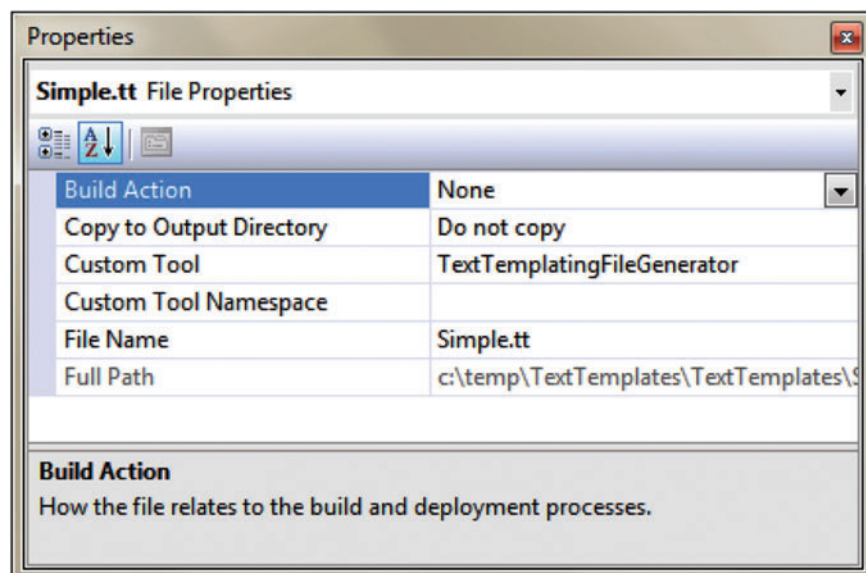 Properties
Simple.tt File Properties
A
Z
Build Action None
Copy to Output Directory Do not copy
Custom Tool TextTemplatingFileGenerator
Custom Tool Namespace
File Name Simple.tt
Full Path c:\temp\TextTemplates\TextTemplates\S
Build Action
How the file relates to the build and deployment processes.